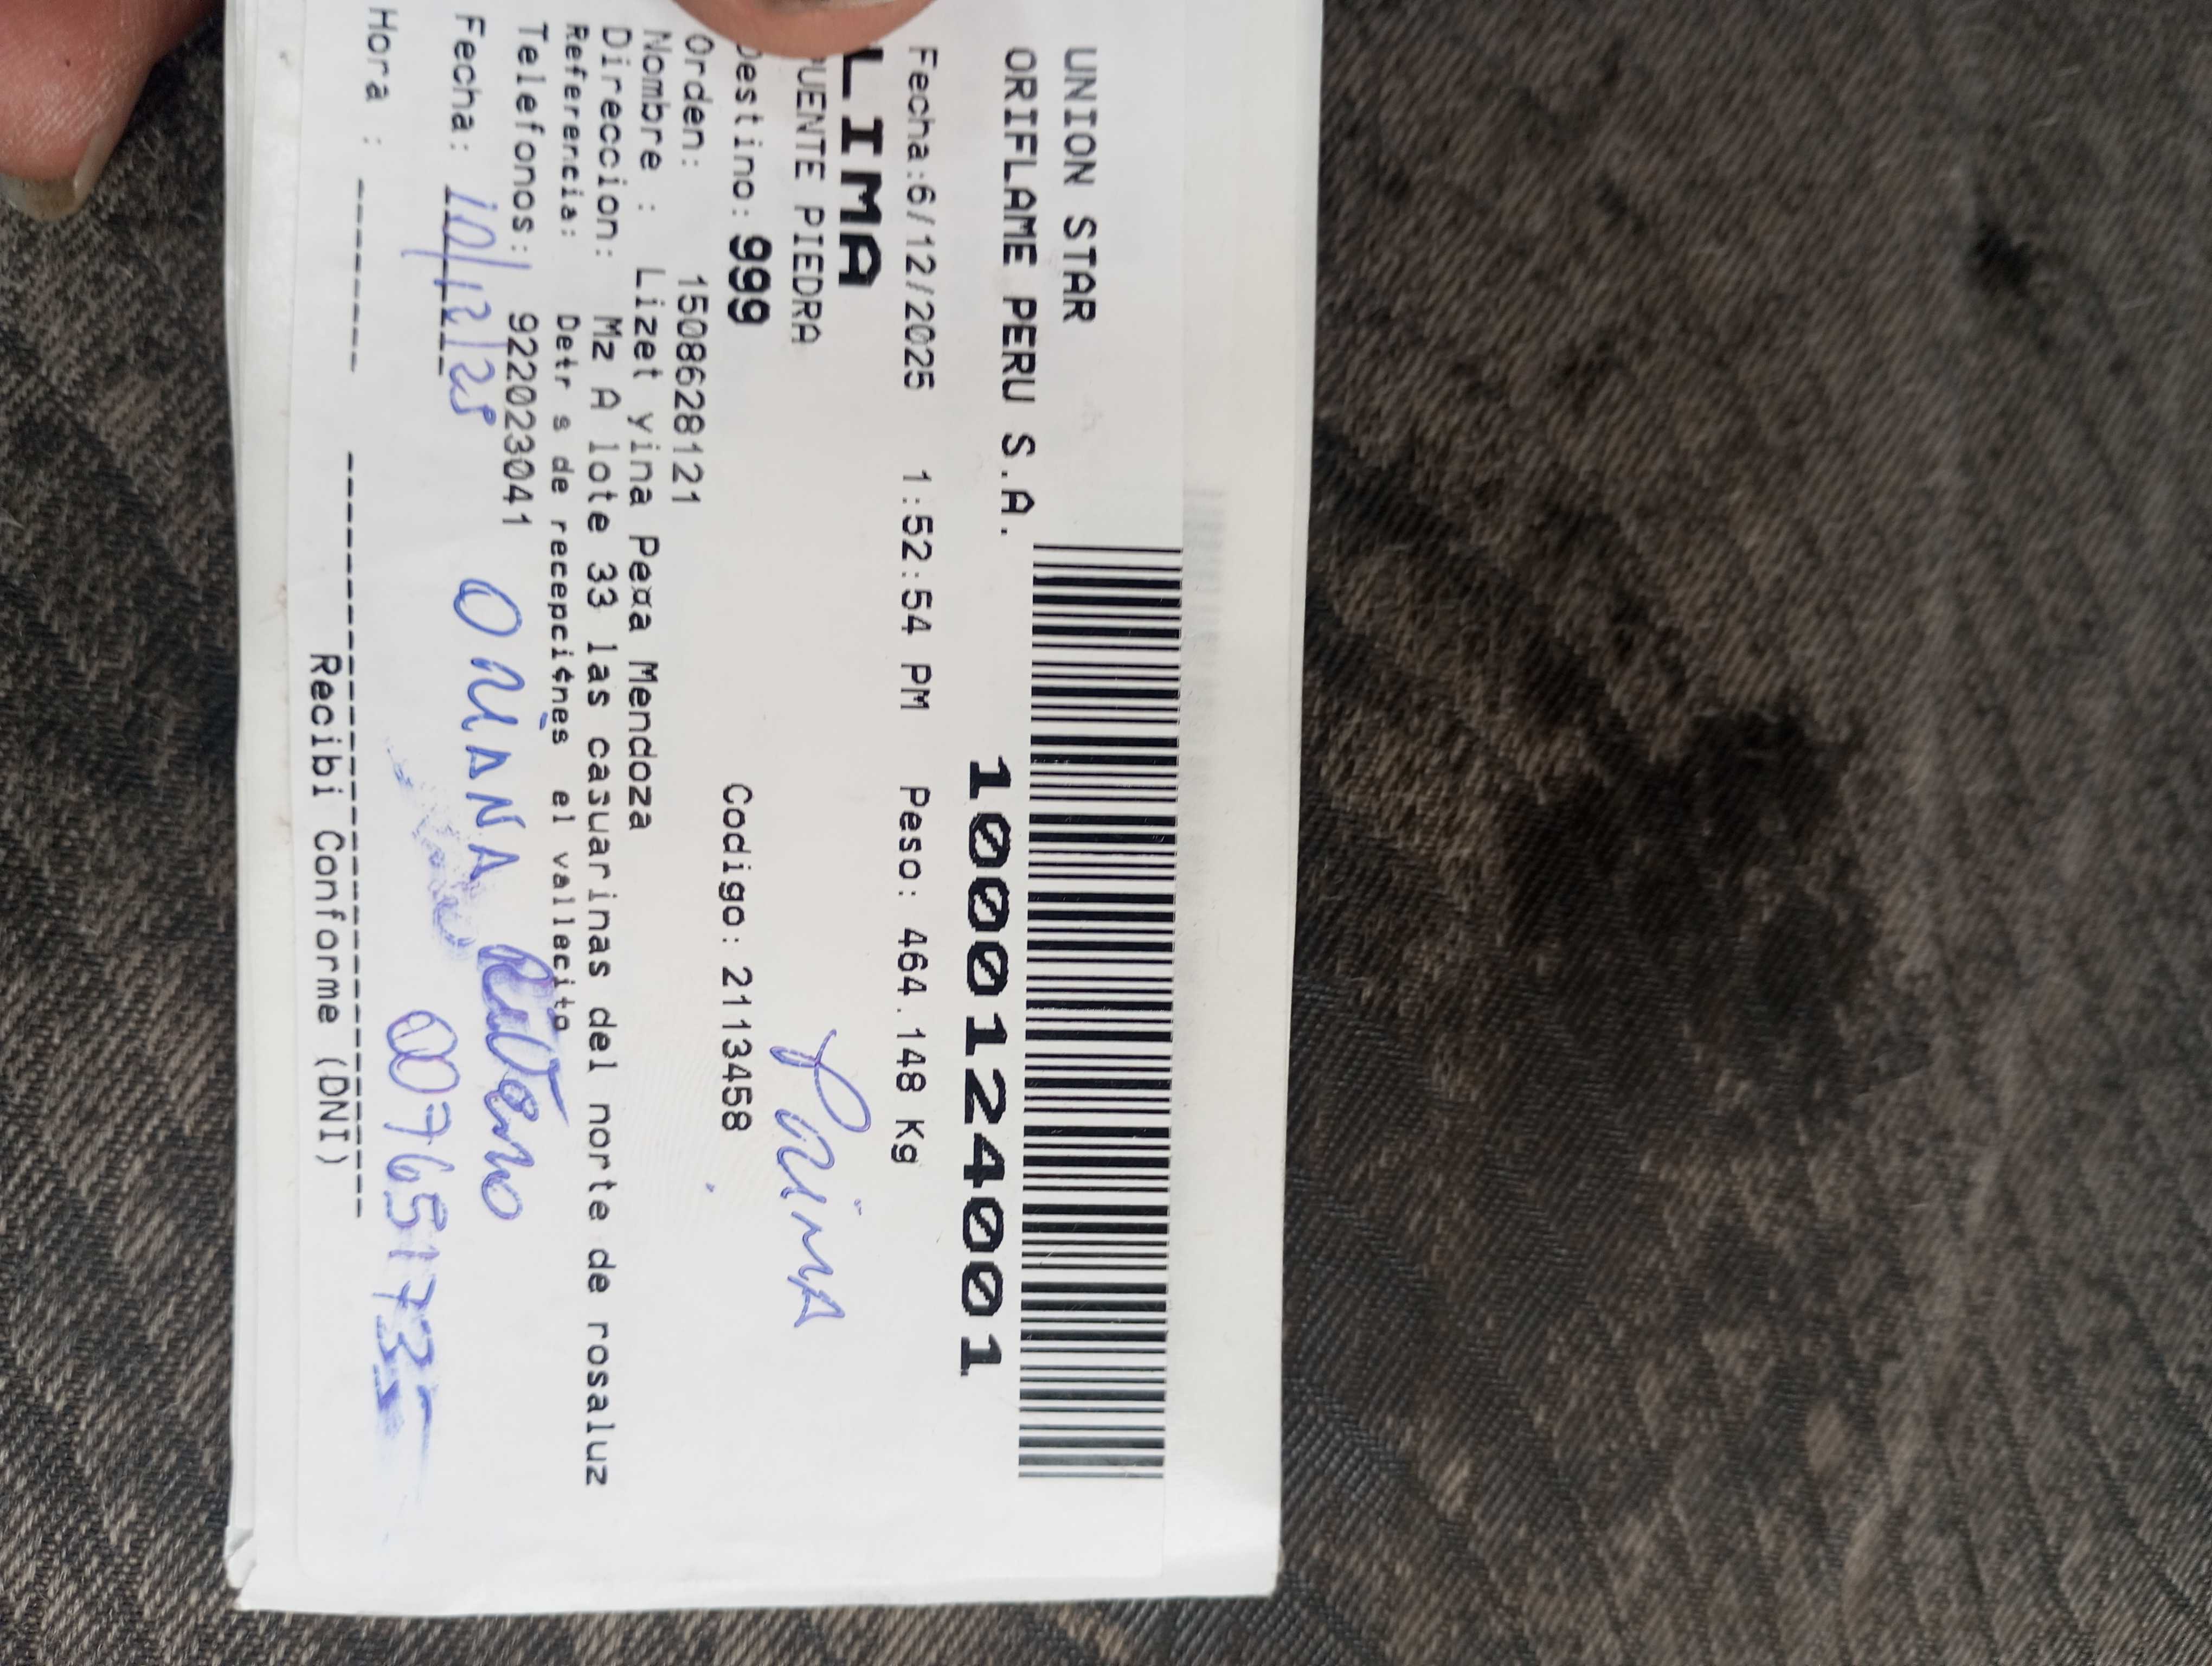 UNION STAR
ORIFLAME PERU S.A.
1000124001
Fecha:6/12/2025 1:52:54 PM Peso: 464.148 Kg
LIMA
PUENTE PIEDRA
Destino: 999 Codigo: 2113458
Orden: 1508628121
Nombre : Lizet yina Pe¤a Mendoza
Direccion: Mz A lote 33 las casuarinas del norte de rosaluz
Referencia: Detr s de recepci¢nes el vallecito
Telefonos: 922023041
Fecha: 10/12/25 ORIANA
007651735
Hora :
Recibi Conforme (DNI)